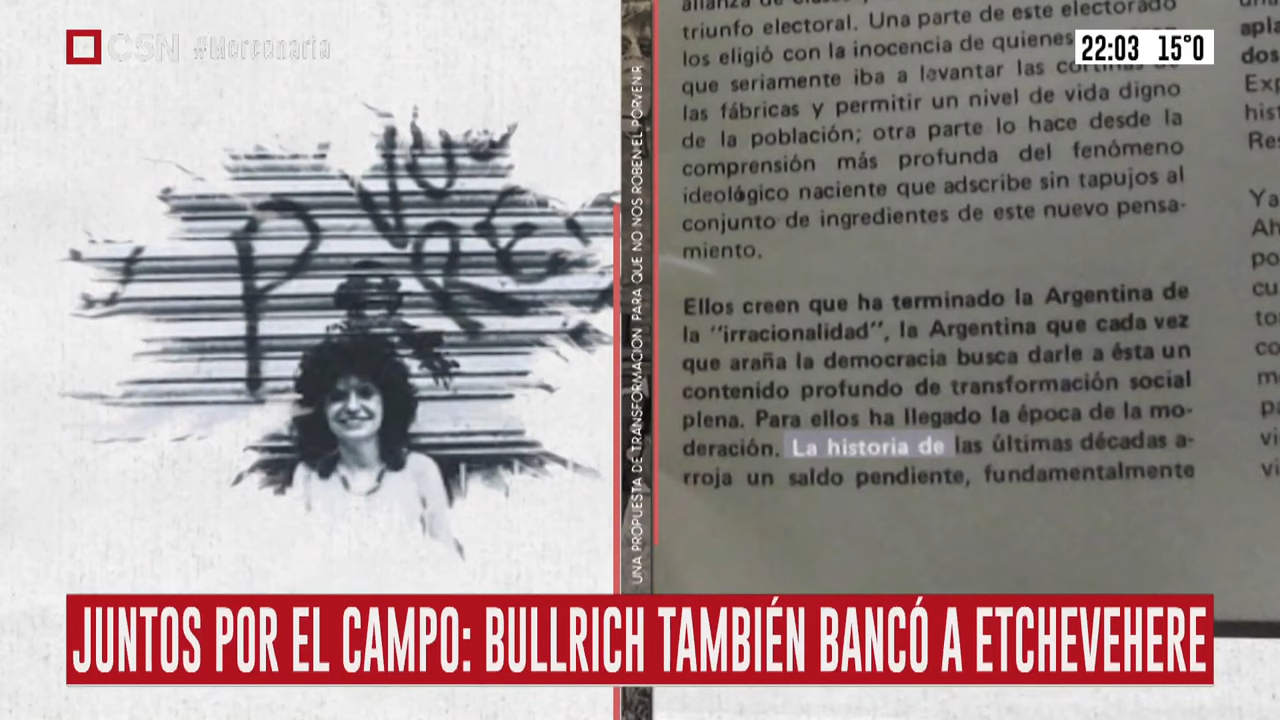 C5N #Mercenaria
22:03 15°0
No
PeRe
UNA PROPUESTA DE TRANSFORMACION PARA QUE NO NOS ROBEN EL PORVENIR
triunfo electoral. Una parte de este electorado
los eligió con la inocencia de quienes
que seriamente iba a levantar las
las fábricas y permitir un nivel de vida digno
de la población; otra parte lo hace desde la
comprensión más profunda del fenómeno
ideológico naciente que adscribe sin tapujos al
conjunto de ingredientes de este nuevo pensa-
miento.
Ellos creen que ha terminado la Argentina de
la "irracionalidad", la Argentina que cada vez
que araña la democracia busca darle a ésta un
contenido profundo de transformación social
plena. Para ellos ha llegado la época de la mo-
deración. La historia de las últimas décadas a-
rroja un saldo pendiente, fundamentalmente
JUNTOS POR EL CAMPO: BULLRICH TAMBIÉN BANCÓ A ETCHEVEHERE